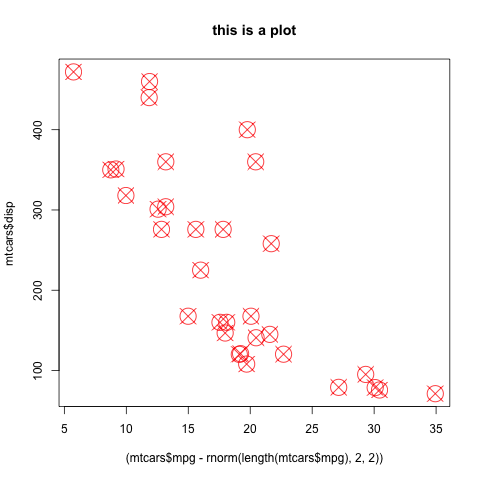 this is a plot
mtcars$disp
400
300
200
100
5 10 15 20 25 30 35
(mtcars$mpg - rnorm(length(mtcars$mpg), 2, 2))